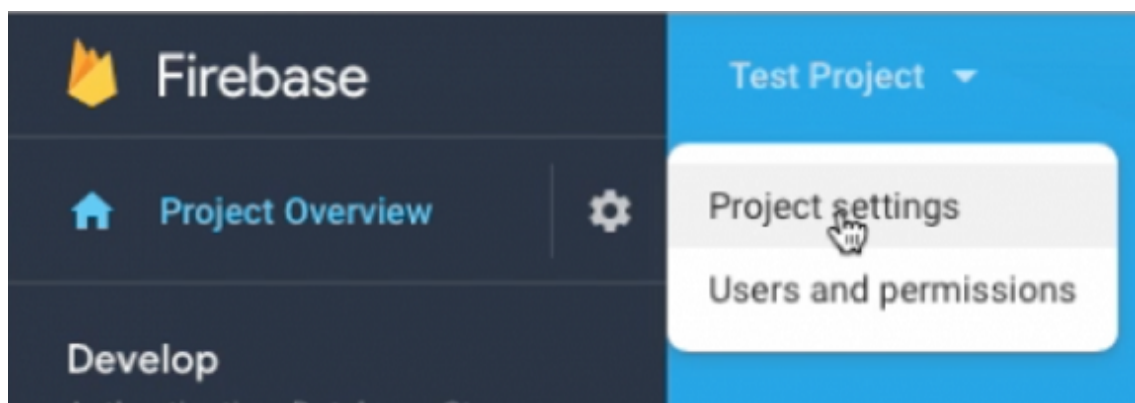 Firebase
Test Project
Project Overview
Project settings
Users and permissions
Develop